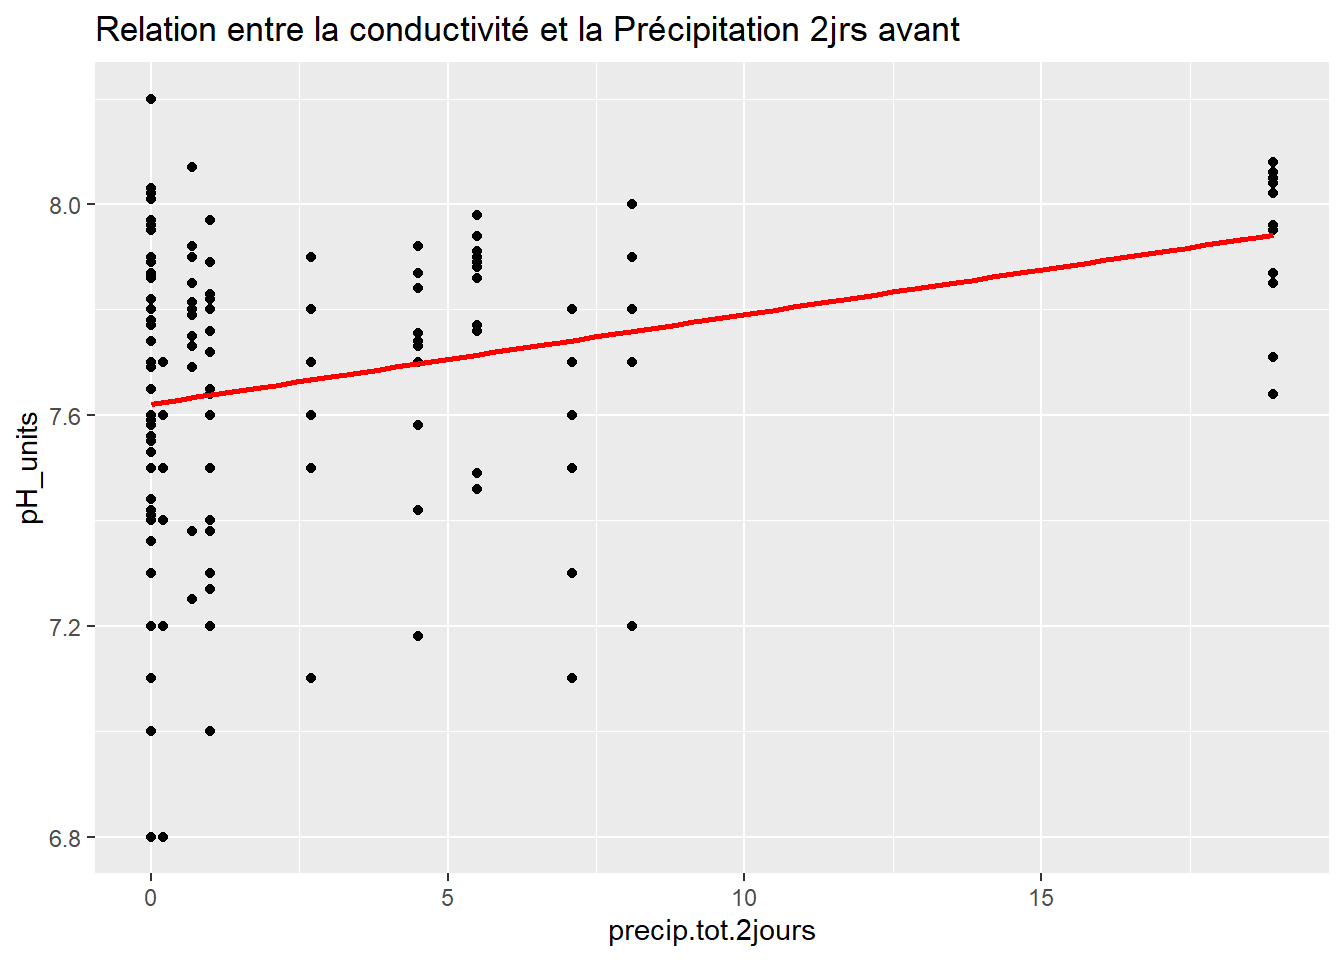 Relation entre la conductivité et la Précipitation 2jrs avant
8.0
7.6
7.2
6.8
pH_units
0
5
10
15
precip.tot.2jours